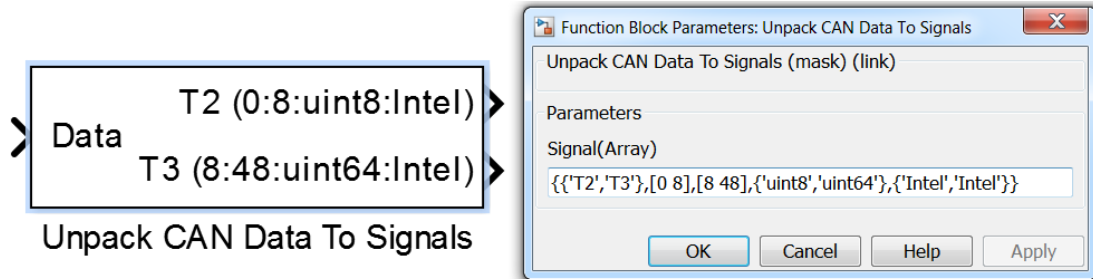 Data
T2 (0:8:uint8:Intel)
T3 (8:48:uint64:Intel)
Unpack CAN Data To Signals
Function Block Parameters: Unpack CAN Data To Signals
Unpack CAN Data To Signals (mask) (link)
Parameters
Signal(Array)
{{'T2','T3'},[0 8],[8 48],{'uint8','uint64'},{'Intel','Intel'}}
OK Cancel Help Apply